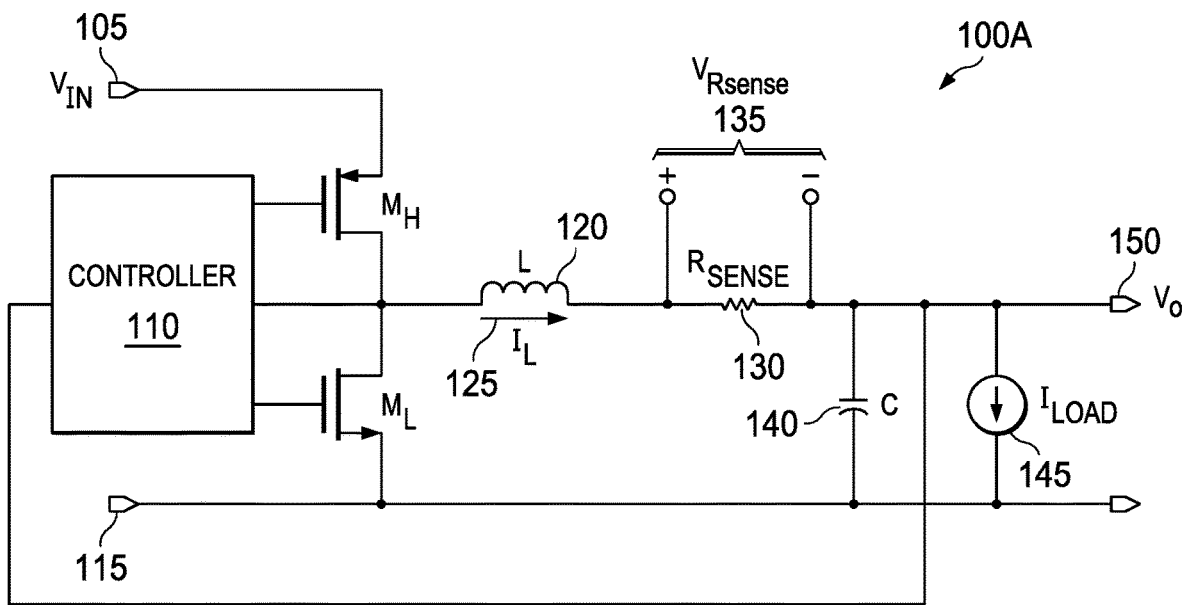 105
100A
V_IN
V_Rsense
135
+
−
M_H
CONTROLLER
110
L
120
R_SENSE
150
V_o
I_L
125
130
M_L
140
C
I_LOAD
145
115